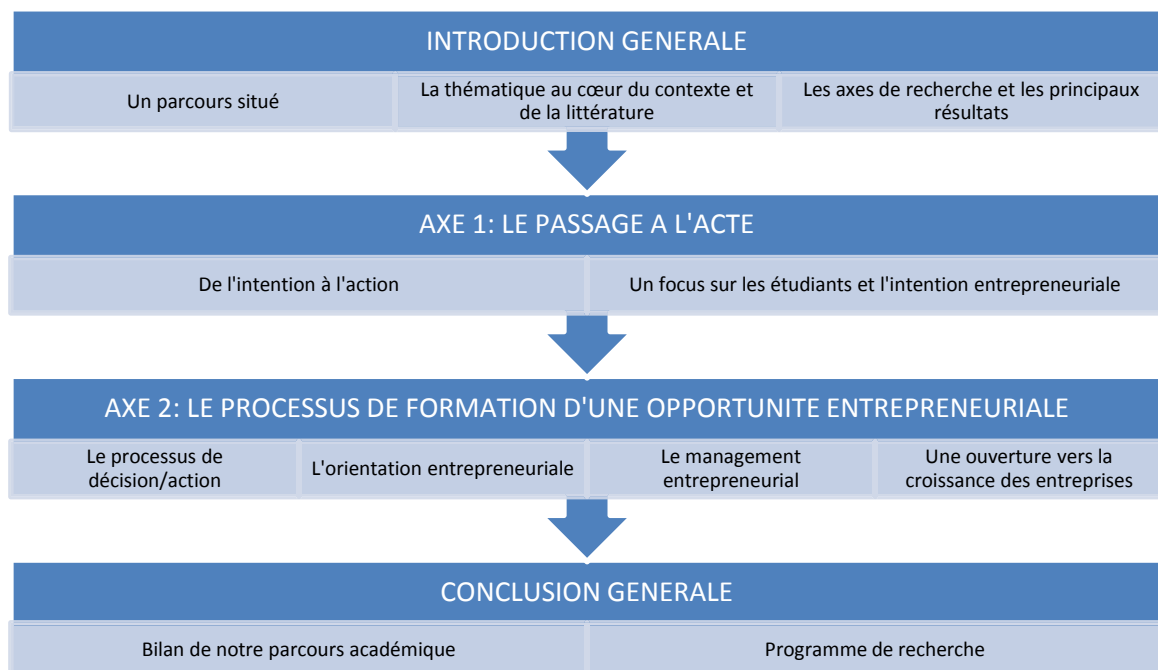 INTRODUCTION GENERALE
Un parcours situé
La thématique au cœur du contexte et
de la littérature
Les axes de recherche et les principaux
résultats
AXE 1: LE PASSAGE A L'ACTE
De l'intention à l'action
Un focus sur les étudiants et l'intention entrepreneuriale
AXE 2: LE PROCESSUS DE FORMATION D'UNE OPPORTUNITE ENTREPRENEURIALE
Le processus de
décision/action
L'orientation entrepreneuriale
Le management
entrepreneurial
Une ouverture vers la
croissance des entreprises
CONCLUSION GENERALE
Bilan de notre parcours académique
Programme de recherche